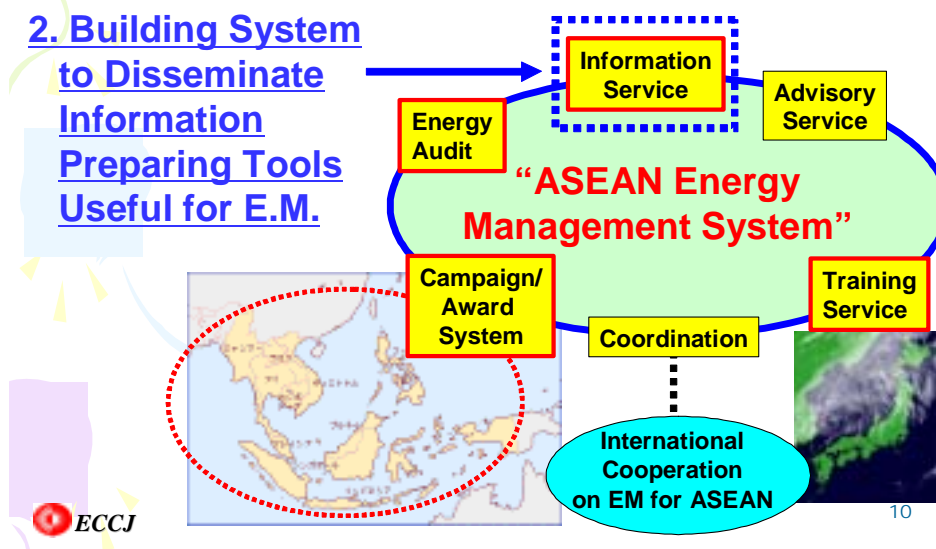 2. Building System
to Disseminate
Information
Preparing Tools
Useful for E.M.
Information
Service
Advisory
Service
Energy
Audit
“ASEAN Energy
Management System”
Campaign/
Award
System
Training
Service
Coordination
International
Cooperation
on EM for ASEAN
ECCJ
10